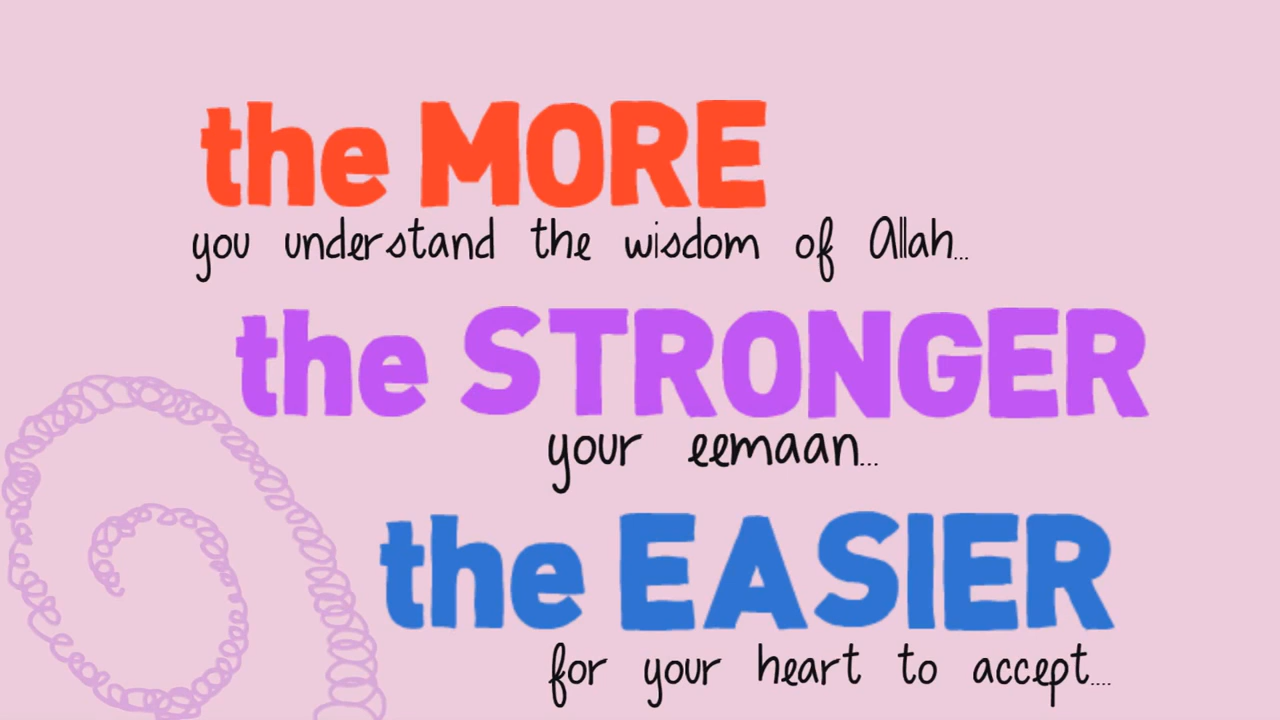 the MORE
you understand the wisdom of Allah...
the STRONGER
your eemaan...
the EASIER
for your heart to accept....